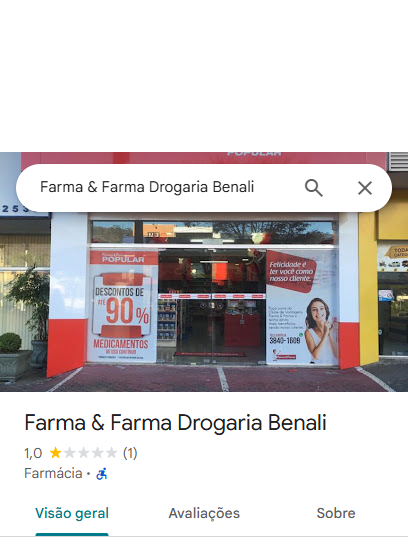 POPULAR
Farma & Farma Drogaria Benali
253
POPULAR
DESCONTOS DE
ATÉ
90%
MEDICAMENTOS
DE USO CONTÍNUO
Felicidade é
ter você como
nosso cliente.
3840-1609
Farma & Farma Drogaria Benali
1,0 (1)
Farmácia ·
Visão geral
Avaliações
Sobre